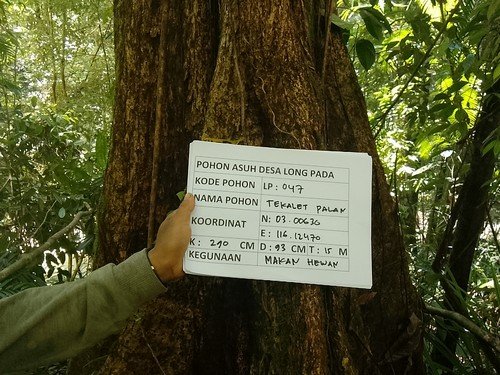 POHON ASUH DESA LONG PADA
KODE POHON LP: 047
NAMA POHON TEKALET PALAN
KOORDINAT N: 03.00630
E: 116.12470
K: 290 CM D: 93 CM T: 15 M
KEGUNAAN MAKAN HEWAN